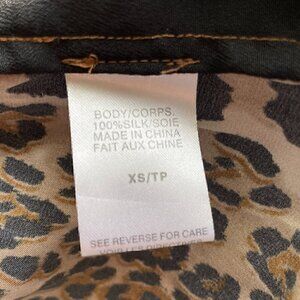 BODY/CORPS
100%SILK/SOIE
MADE IN CHINA
FAIT AUX CHINE
XS/TP
SEE REVERSE FOR CARE